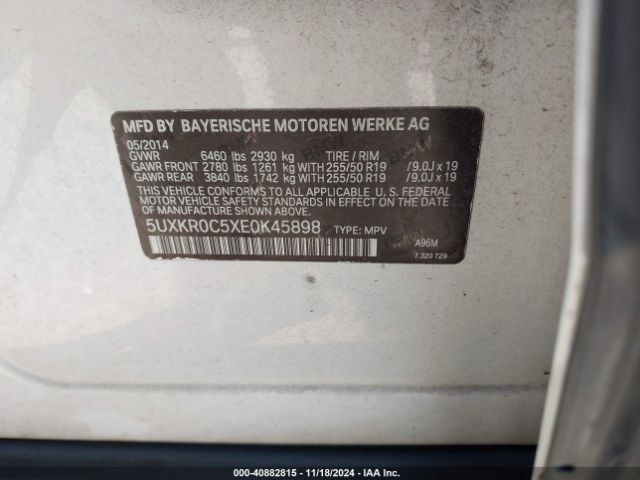 MFD BY BAYERISCHE MOTOREN WERKE AG
05/2014
GVWR 6460 lbs 2930 kg TIRE / RIM
GAWR FRONT 2780 lbs 1261 kg WITH 255/50 R19 /9.0J x 19
GAWR REAR 3840 lbs 1742 kg WITH 255/50 R19 /9.0J x 19
THIS VEHICLE CONFORMS TO ALL APPLICABLE U. S. FEDERAL
MOTOR VEHICLE SAFETY STANDARDS IN EFFECT ON THE DATE OF
MANUFACTURE SHOWN ABOVE.
5UXKR0C5XE0K45898 TYPE: MPV A96M
7 320 729
000-40882815 - 11/18/2024 - IAA Inc.